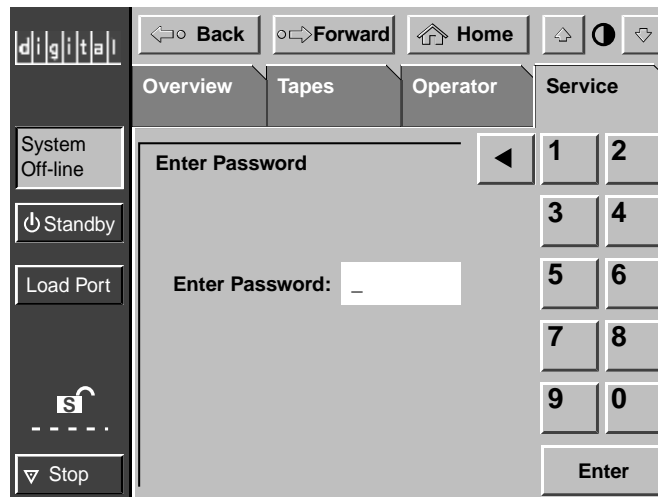 digital
Back
Forward
Home
Overview
Tapes
Operator
Service
System
Off-line
Standby
Load Port
S
Stop
Enter Password
Enter Password: _
1 2
3 4
5 6
7 8
9 0
Enter